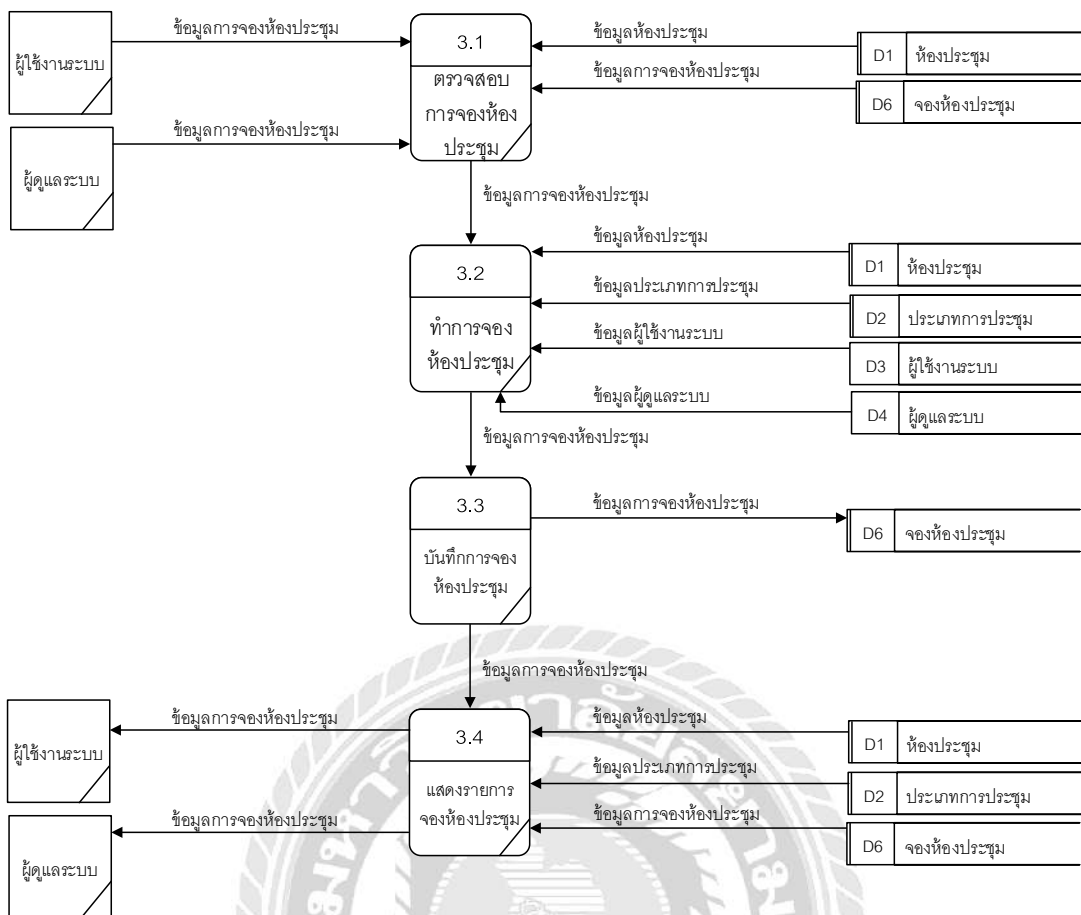 ข้อมูลการจองห้องประชุม
ผู้ใช้งานระบบ
3.1
ตรวจสอบ
การจองห้อง
ประชุม
ข้อมูลห้องประชุม
D1 ห้องประชุม
ข้อมูลการจองห้องประชุม
D6 จองห้องประชุม
ข้อมูลการจองห้องประชุม
ผู้ดูแลระบบ
ข้อมูลการจองห้องประชุม
3.2
ทำการจอง
ห้องประชุม
ข้อมูลห้องประชุม
D1 ห้องประชุม
ข้อมูลประเภทการประชุม
D2 ประเภทการประชุม
ข้อมูลผู้ใช้งานระบบ
D3 ผู้ใช้งานระบบ
ข้อมูลผู้ดูแลระบบ
D4 ผู้ดูแลระบบ
ข้อมูลการจองห้องประชุม
3.3
บันทึกการจอง
ห้องประชุม
ข้อมูลการจองห้องประชุม
D6 จองห้องประชุม
ข้อมูลการจองห้องประชุม
ข้อมูลการจองห้องประชุม
ผู้ใช้งานระบบ
3.4
แสดงรายการ
จองห้องประชุม
ข้อมูลห้องประชุม
D1 ห้องประชุม
ข้อมูลประเภทการประชุม
D2 ประเภทการประชุม
ข้อมูลการจองห้องประชุม
D6 จองห้องประชุม
ข้อมูลการจองห้องประชุม
ผู้ดูแลระบบ